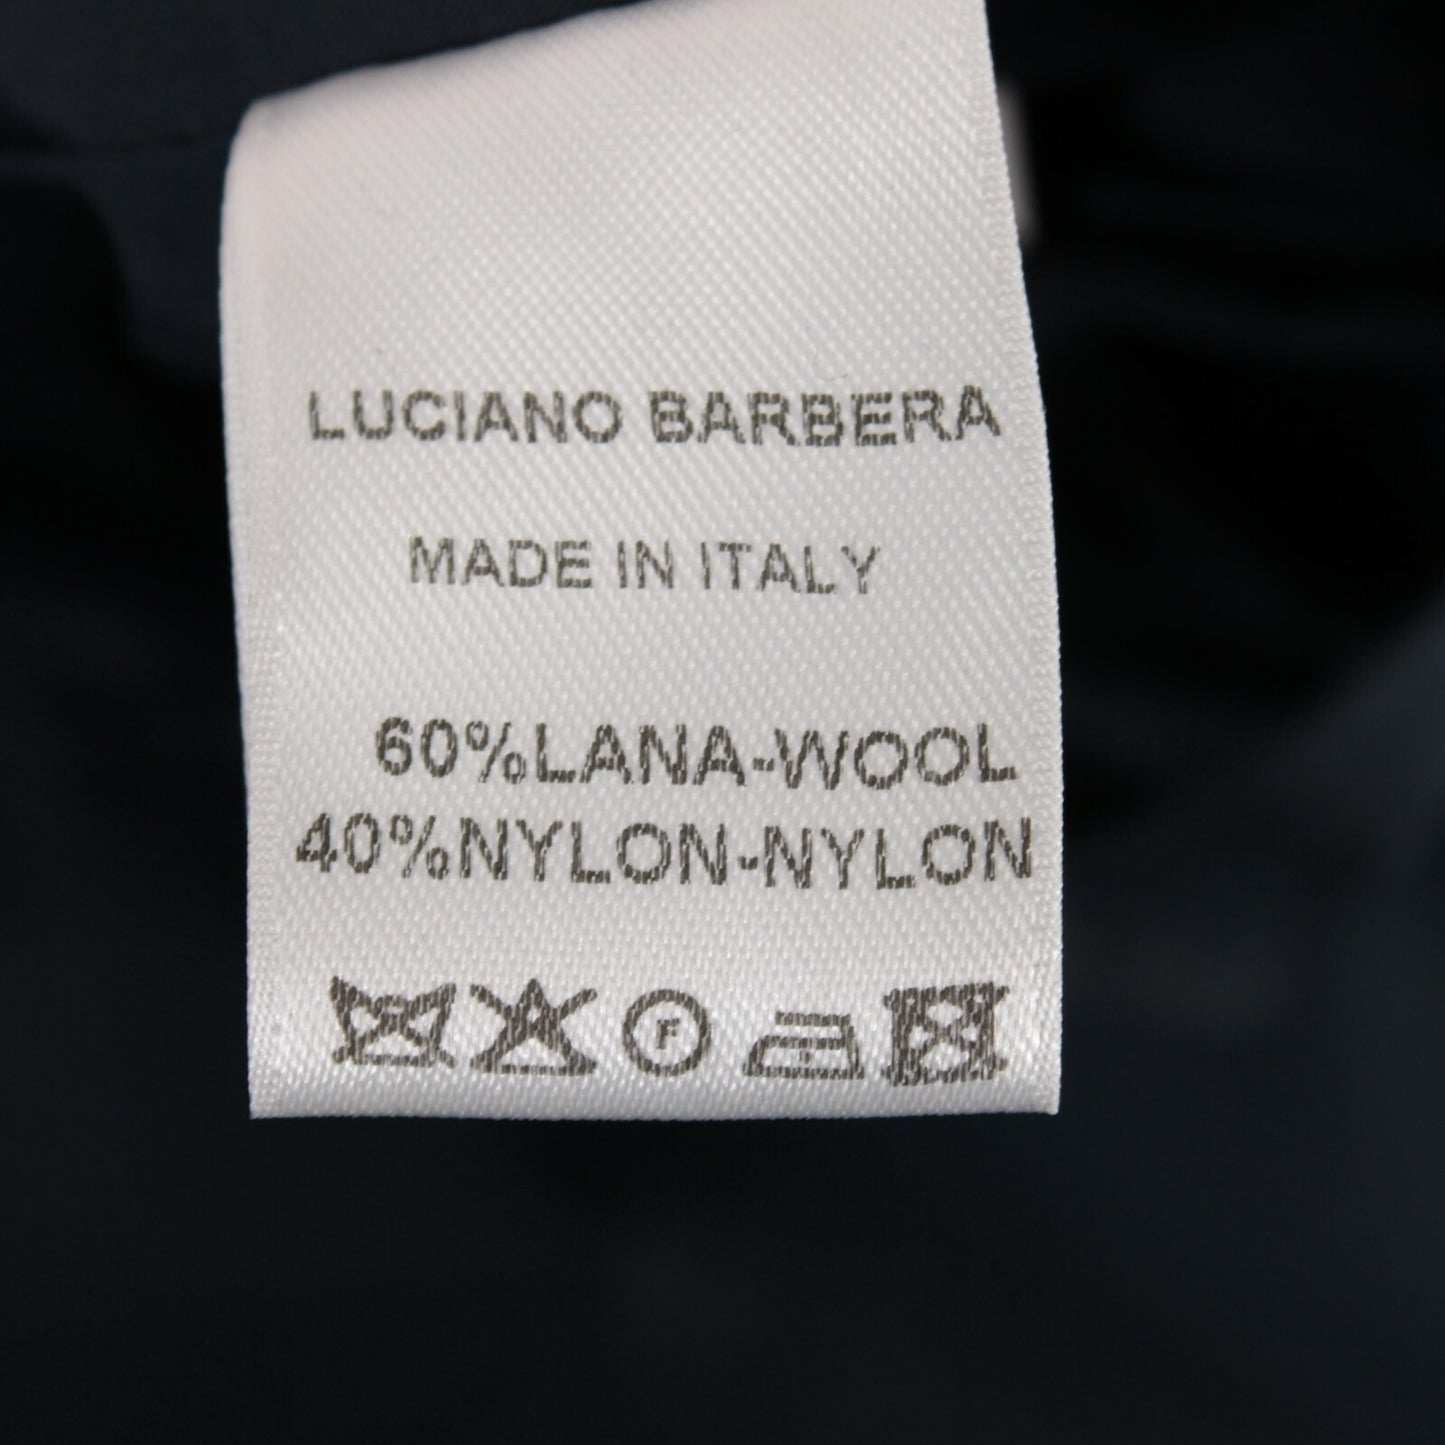 LUCIANO BARBERA
MADE IN ITALY
60%LANA-WOOL
40%NYLON-NYLON
F